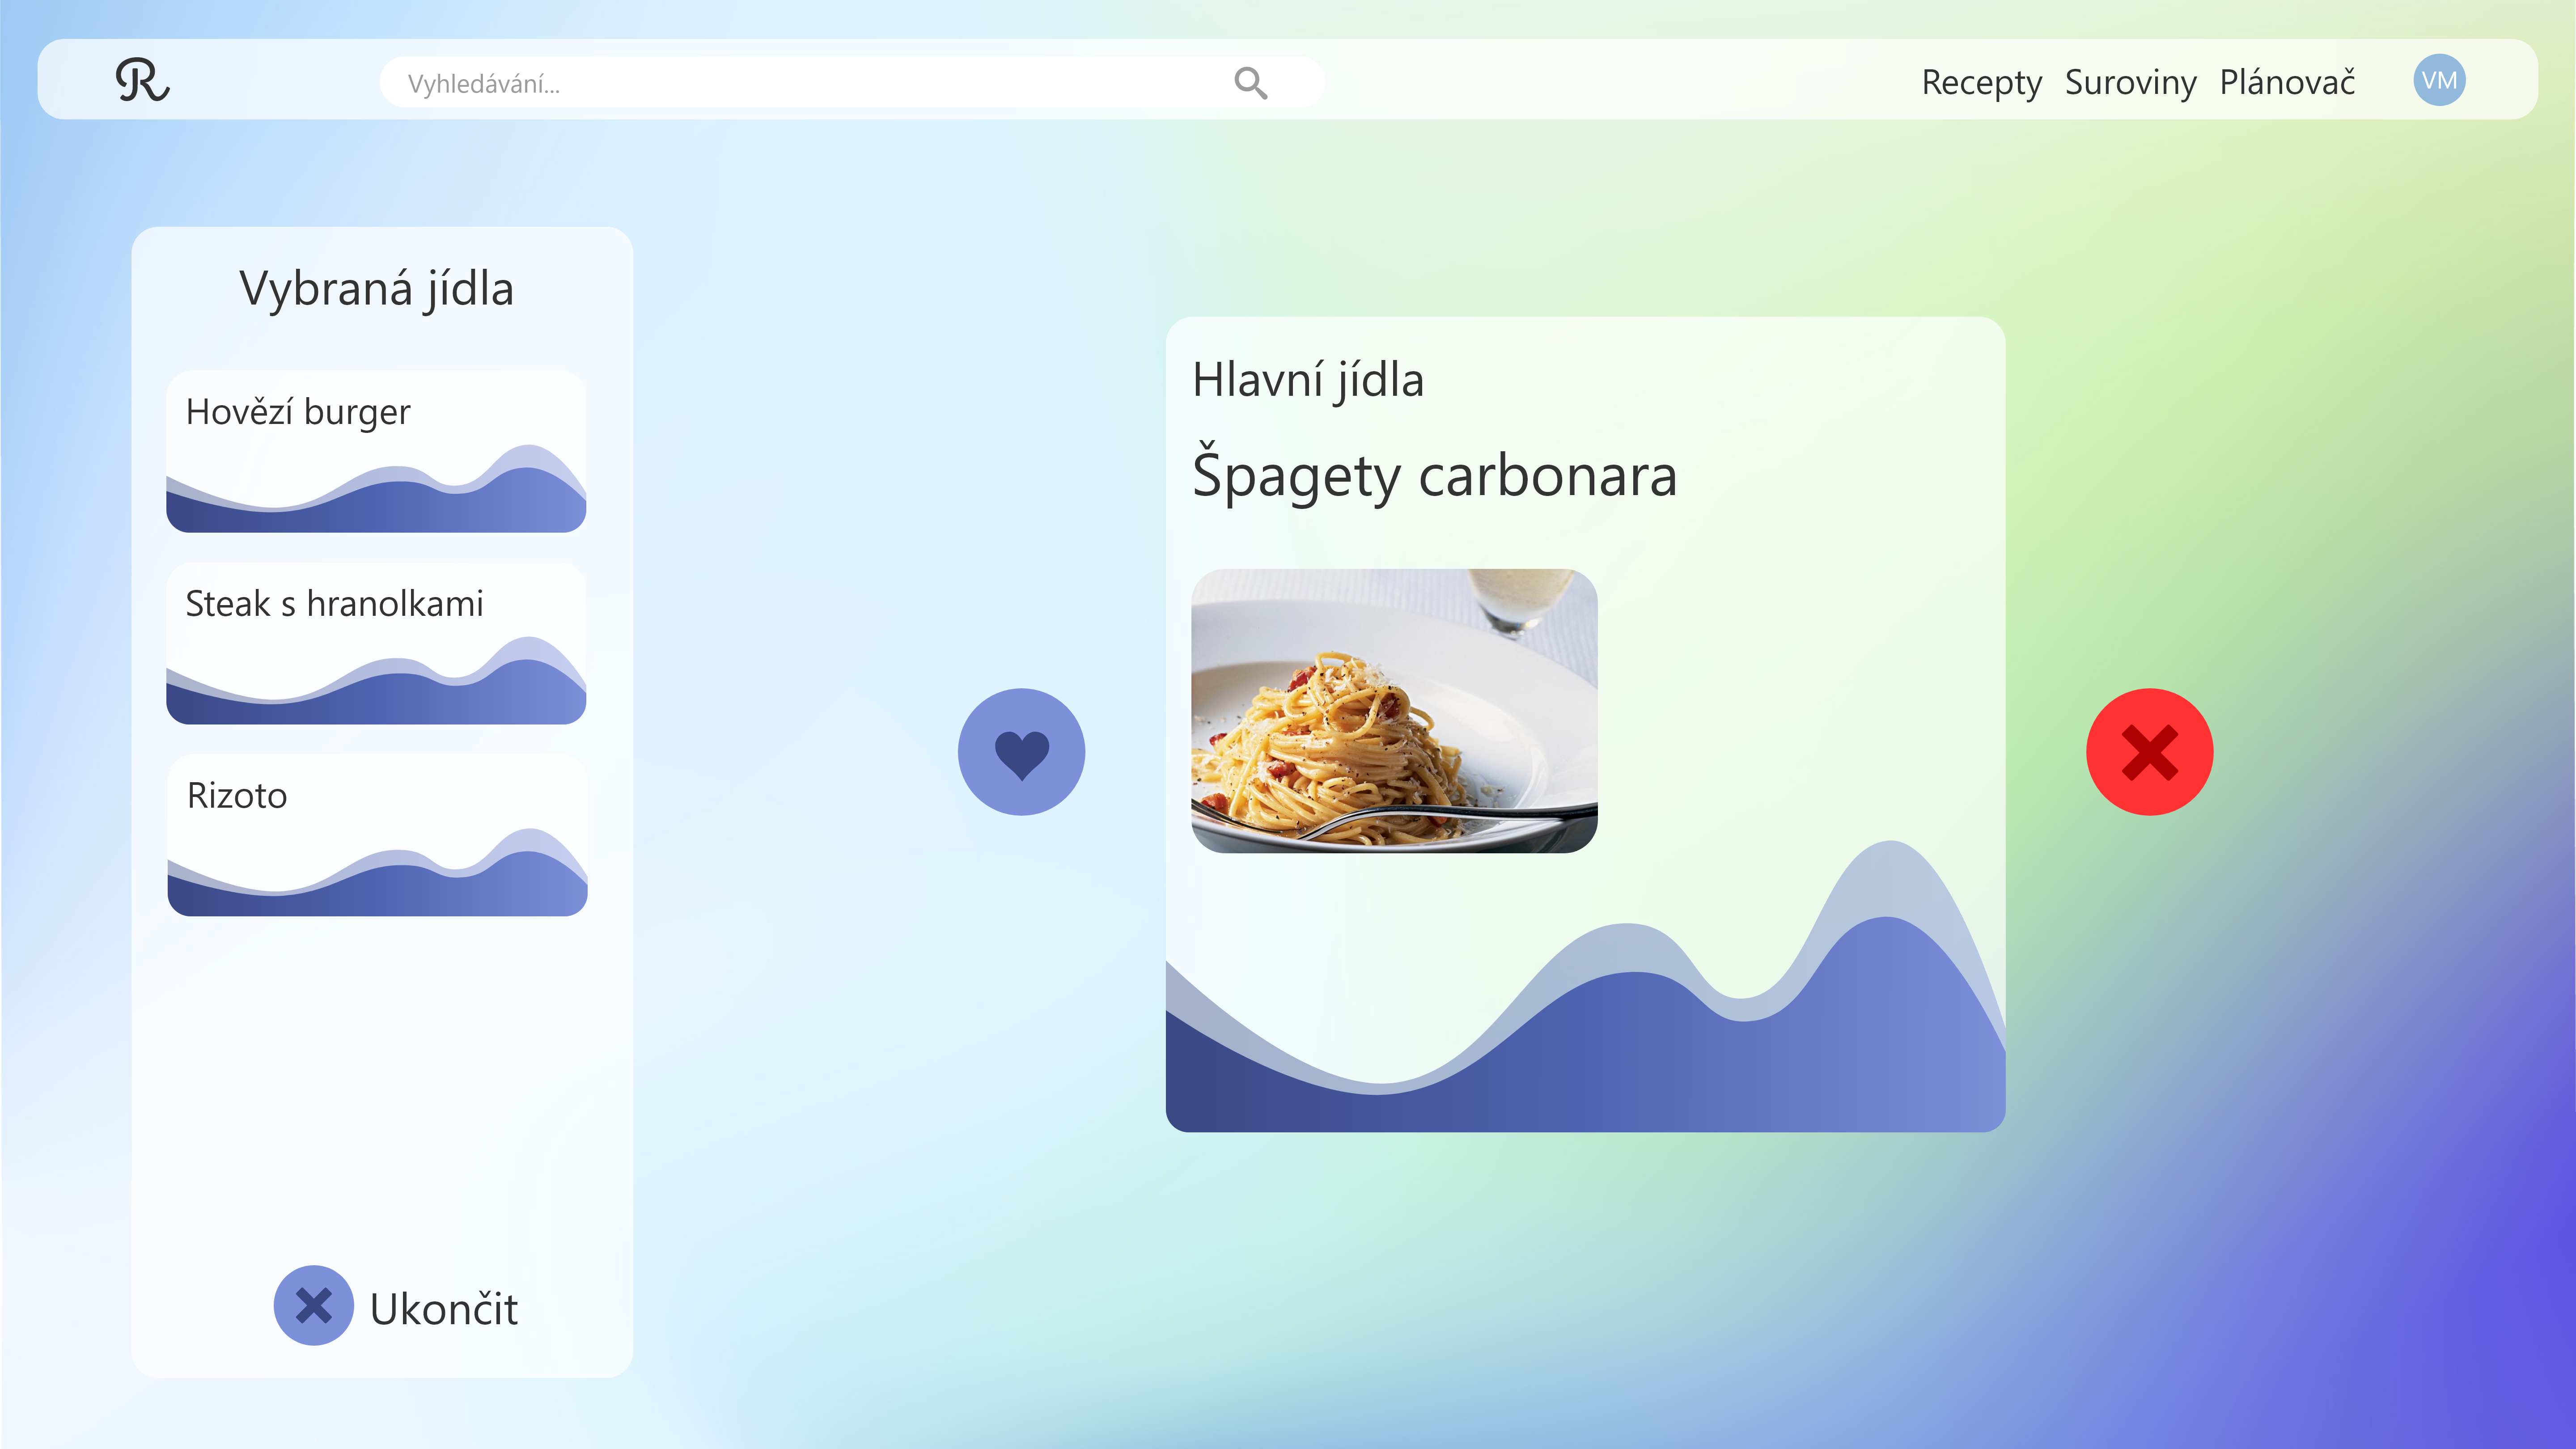 R
Vyhledávání...
Recepty Suroviny Plánovač
VM
Vybraná jídla
Hovězí burger
Steak s hranolkami
Rizoto
Ukončit
Hlavní jídla
Špagety carbonara